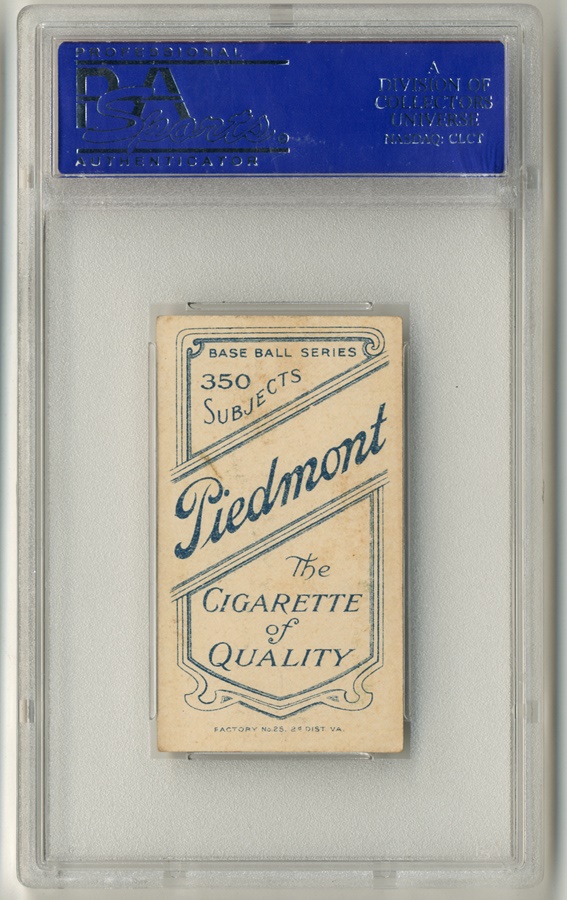 PROFESSIONAL
PSA
Sports
AUTHENTICATOR
A
DIVISION OF
COLLECTORS
UNIVERSE
NASDAQ: CLCT
BASE BALL SERIES
350
SUBJECTS
Piedmont
The
CIGARETTE
of
QUALITY
FACTORY No 25, 2d DIST. VA.